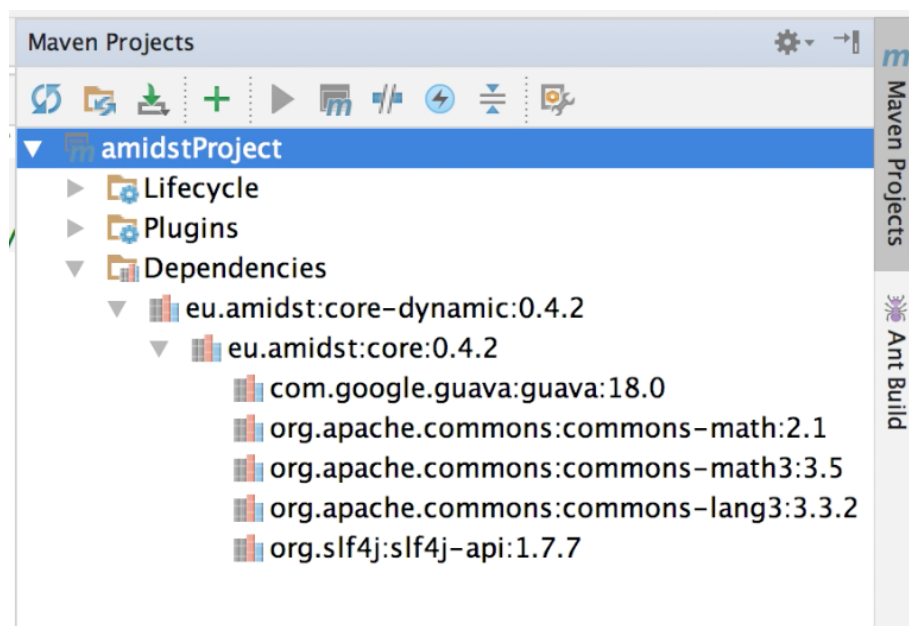 Maven Projects
amidstProject
Lifecycle
Plugins
Dependencies
eu.amidst:core-dynamic:0.4.2
eu.amidst:core:0.4.2
com.google.guava:guava:18.0
org.apache.commons:commons-math:2.1
org.apache.commons:commons-math3:3.5
org.apache.commons:commons-lang3:3.3.2
org.slf4j:slf4j-api:1.7.7
Maven Projects
Ant Build